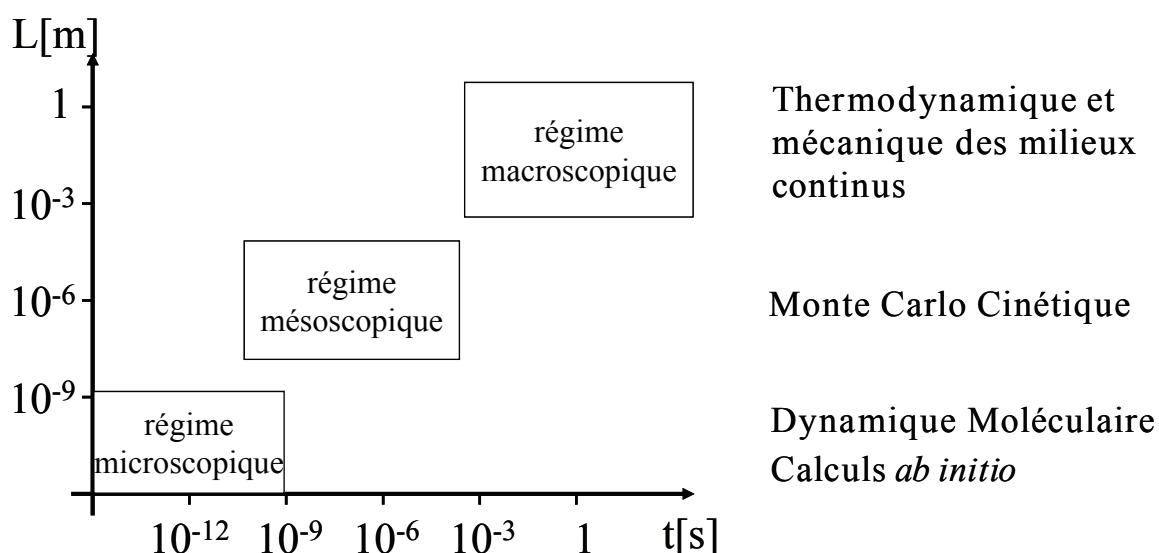 L[m]
1
régime
macroscopique
Thermodynamique et
mécanique des milieux
continus
10⁻³
régime
mésoscopique
10⁻⁶
Monte Carlo Cinétique
10⁻⁹
régime
microscopique
Dynamique Moléculaire
Calculs ab initio
10⁻¹² 10⁻⁹ 10⁻⁶ 10⁻³ 1 t[s]